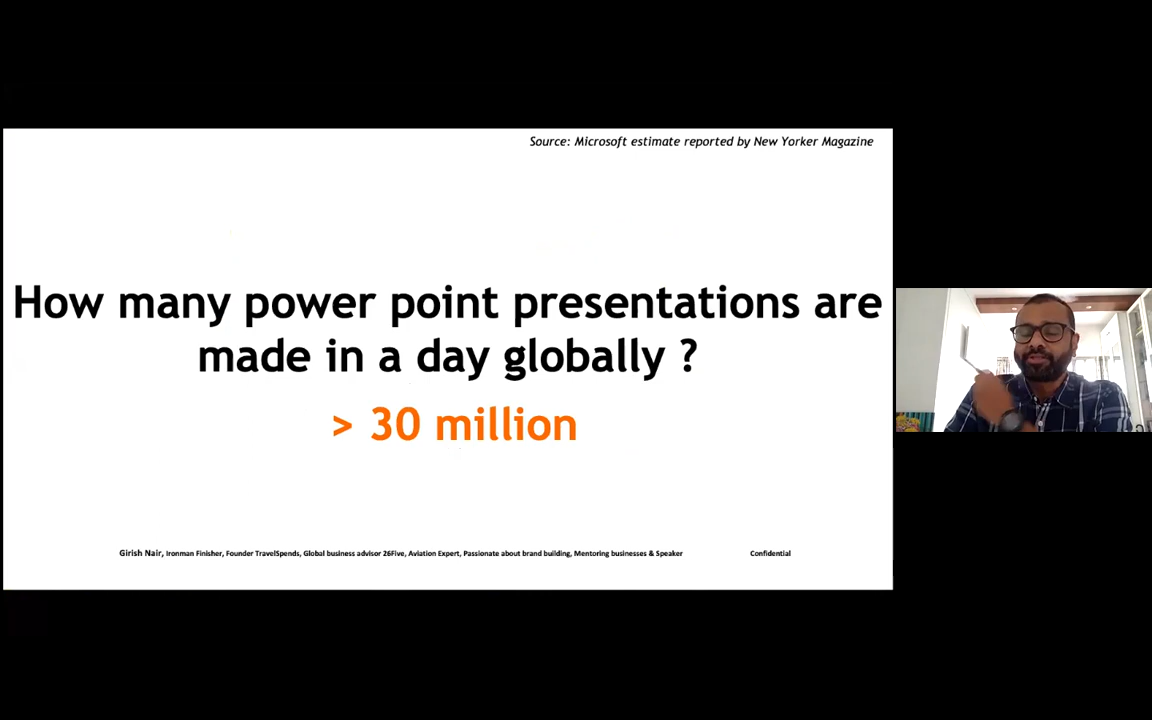 Source: Microsoft estimate reported by New Yorker Magazine
How many power point presentations are
made in a day globally ?
> 30 million
Girish Nair, Ironman Finisher, Founder TravelSpends, Global business advisor 26Five, Aviation Expert, Passionate about brand building, Mentoring businesses & Speaker
Confidential